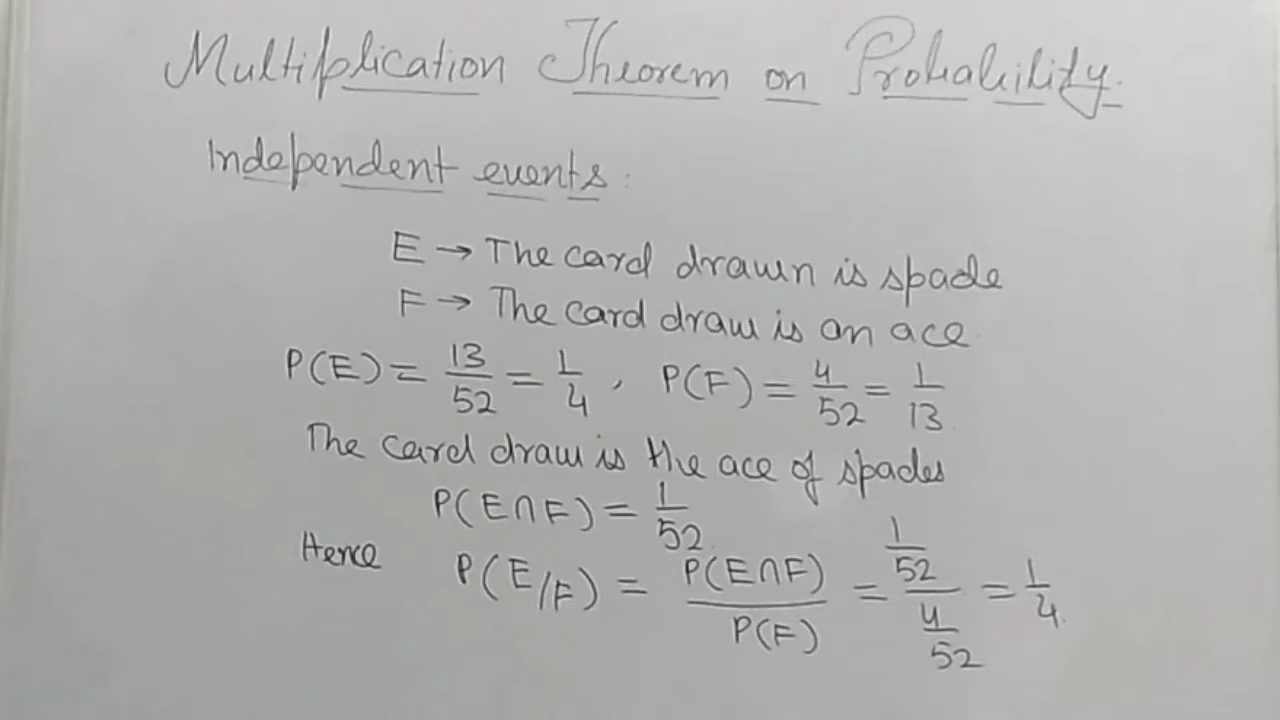 Multiplication Theorem on Probability.
Independent events:
E → The card drawn is spade
F → The card draw is an ace
P(E) = 13/52 = 1/4, P(F) = 4/52 = 1/13
The card draw is the ace of spades
P(E∩F) = 1/52.
Hence P(E/F) = P(E∩F)/P(F) = (1/52)/(4/52) = 1/4.